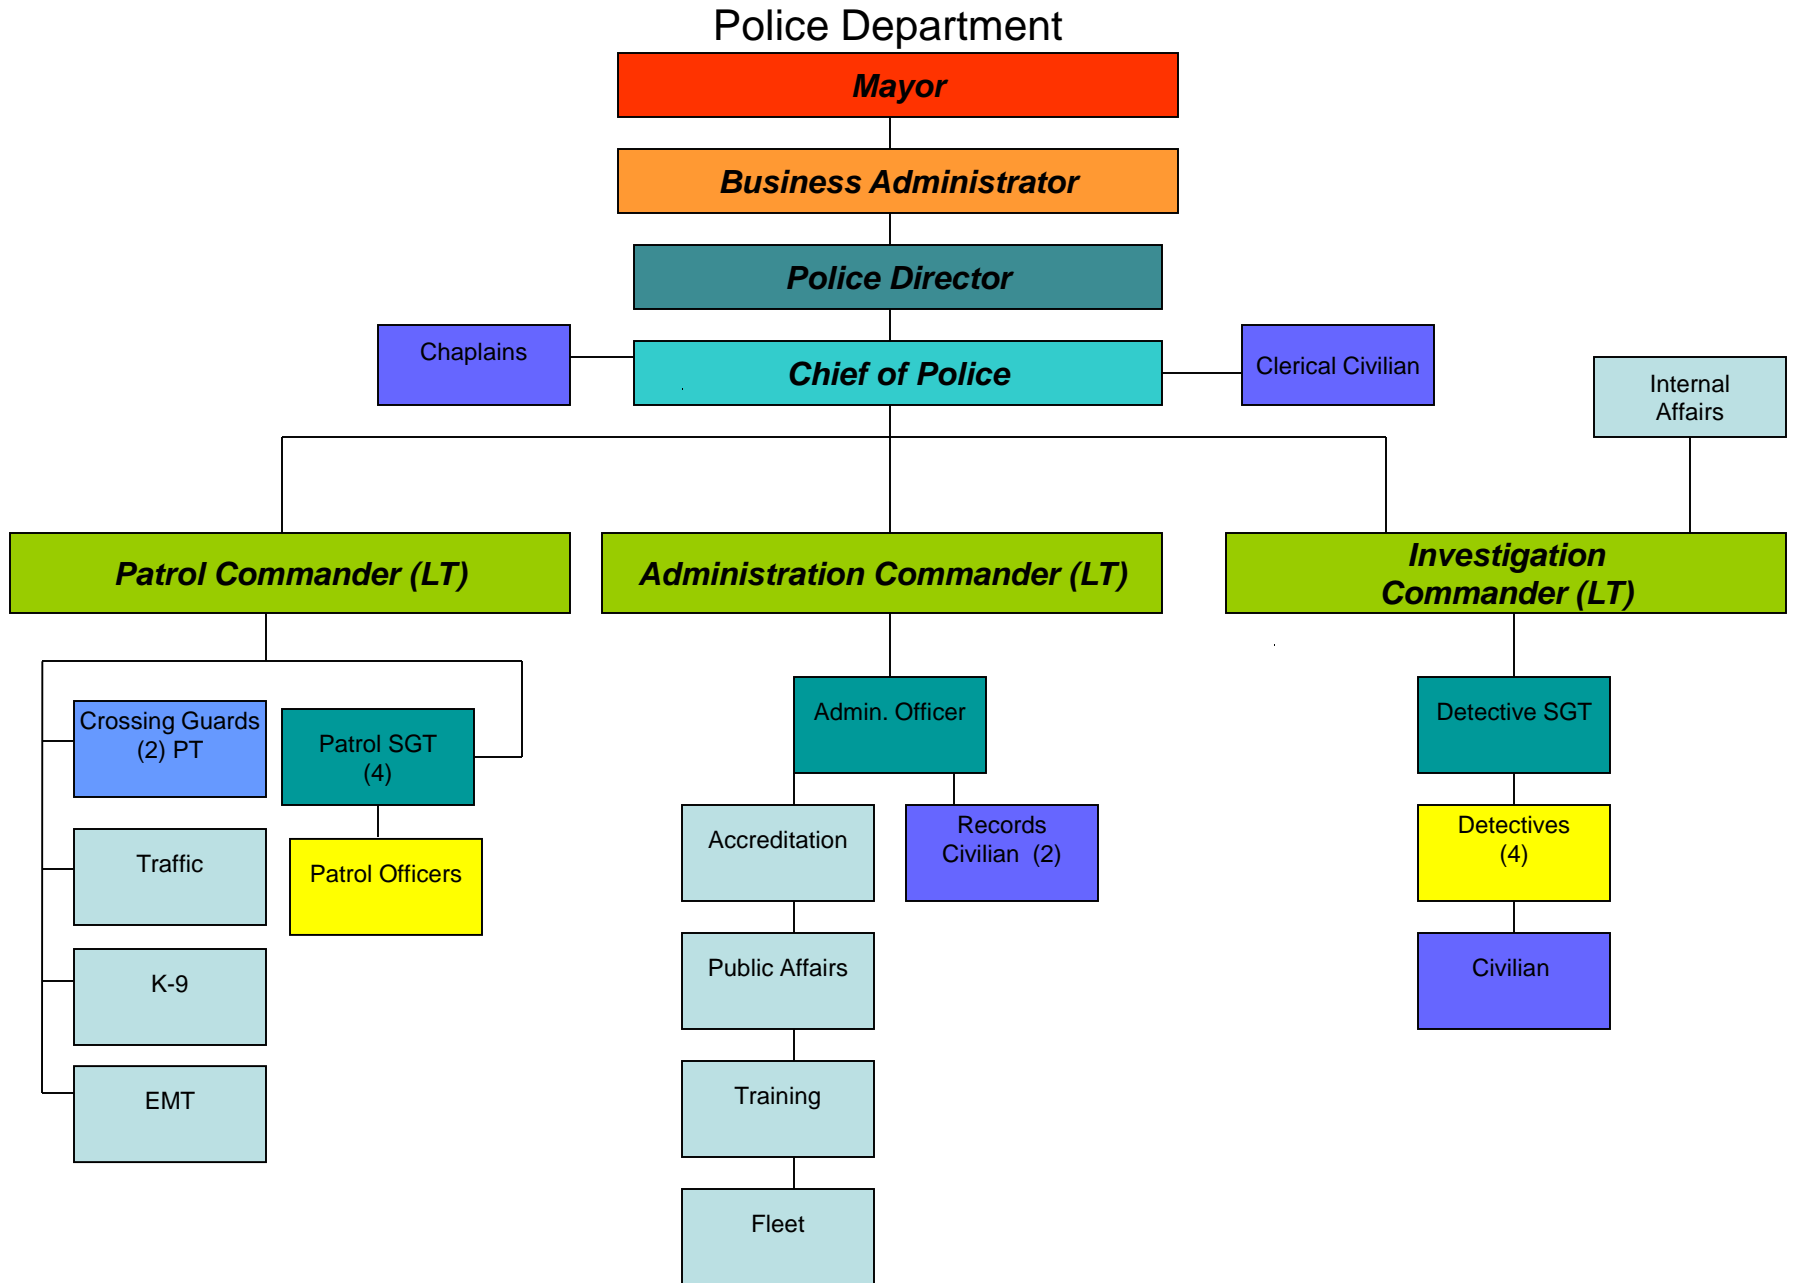 Police Department
Mayor
Business Administrator
Police Director
Chaplains
Chief of Police
Clerical Civilian
Internal
Affairs
Patrol Commander (LT)
Administration Commander (LT)
Investigation
Commander (LT)
Crossing Guards
(2) PT
Patrol SGT
(4)
Admin. Officer
Detective SGT
Traffic
Patrol Officers
Accreditation
Records
Civilian (2)
Detectives
(4)
K-9
Public Affairs
Civilian
EMT
Training
Fleet